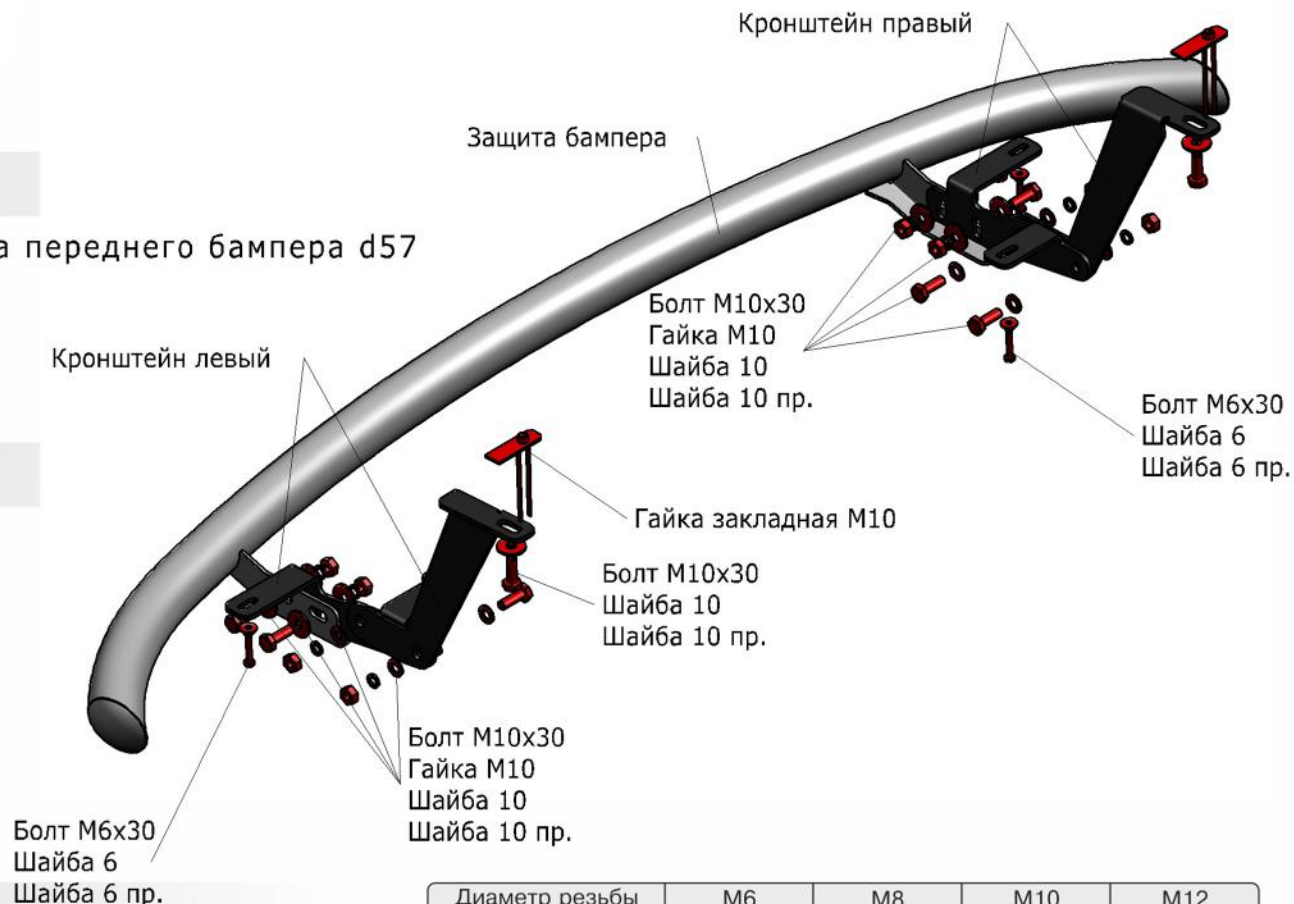 Кронштейн правый
Защита бампера
а переднего бампера d57
Болт М10х30
Гайка М10
Шайба 10
Шайба 10 пр.
Кронштейн левый
Болт М6х30
Шайба 6
Шайба 6 пр.
Гайка закладная М10
Болт М10х30
Шайба 10
Шайба 10 пр.
Болт М10х30
Гайка М10
Шайба 10
Шайба 10 пр.
Болт М6х30
Шайба 6
Шайба 6 пр.
Диаметр резьбы М6 М8 М10 М12